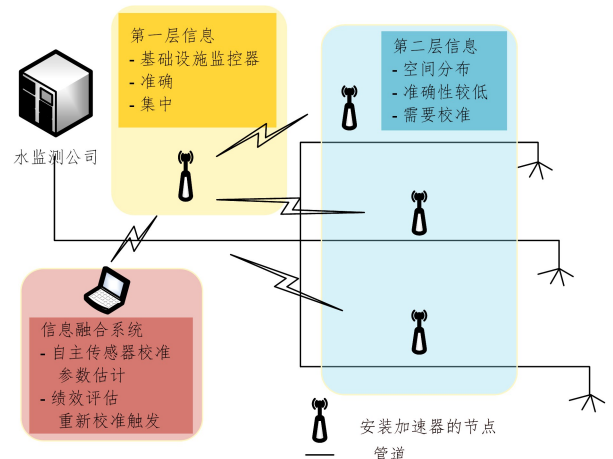 第一层信息
- 基础设施监控器
- 准确
- 集中
第二层信息
- 空间分布
- 准确性较低
- 需要校准
水监测公司
信息融合系统
- 自主传感器校准
参数估计
- 绩效评估
重新校准触发
安装加速器的节点
管道